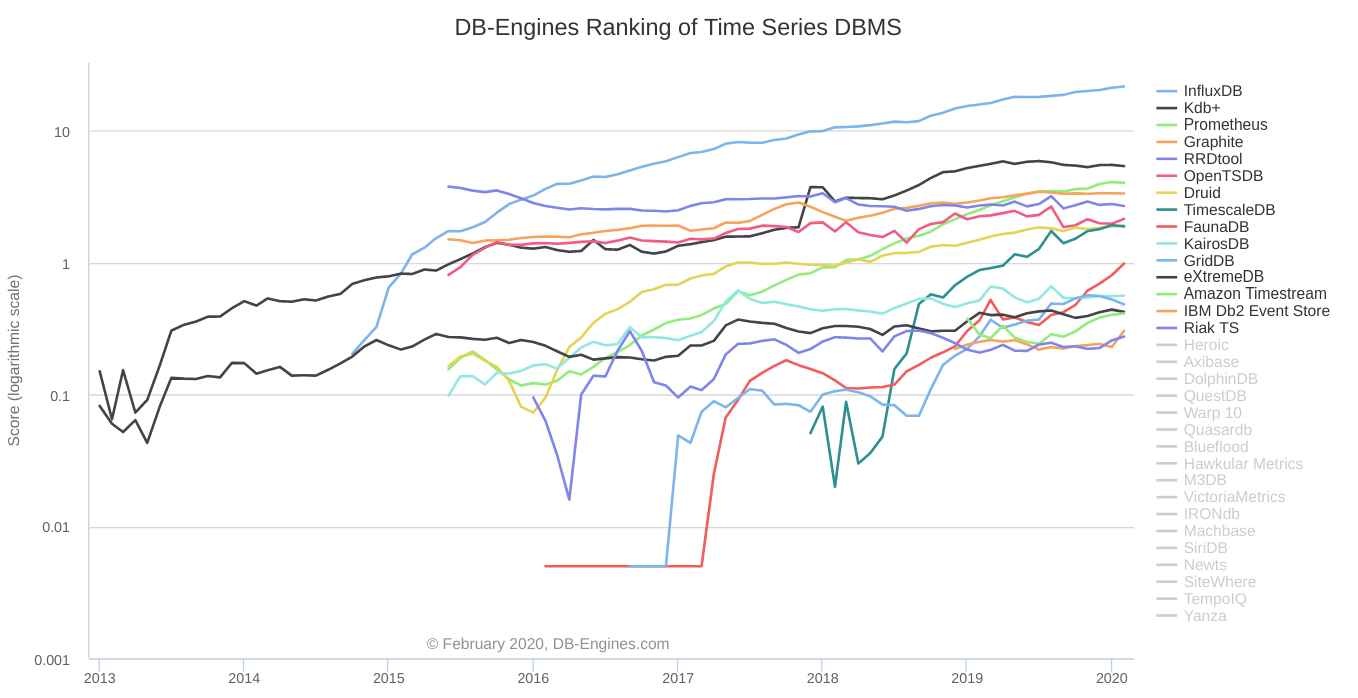 DB-Engines Ranking of Time Series DBMS
Score (logarithmic scale)
10
1
0.1
0.01
0.001
2013
2014
2015
2016
2017
2018
2019
2020
© February 2020, DB-Engines.com
InfluxDB
Kdb+
Prometheus
Graphite
RRDtool
OpenTSDB
Druid
TimescaleDB
FaunaDB
KairosDB
GridDB
eXtremeDB
Amazon Timestream
IBM Db2 Event Store
Riak TS
Heroic
Axibase
DolphinDB
QuestDB
Warp 10
Quasardb
Blueflood
Hawkular Metrics
M3DB
VictoriaMetrics
IRONdb
Machbase
SiriDB
Newts
SiteWhere
TempoIQ
Yanza